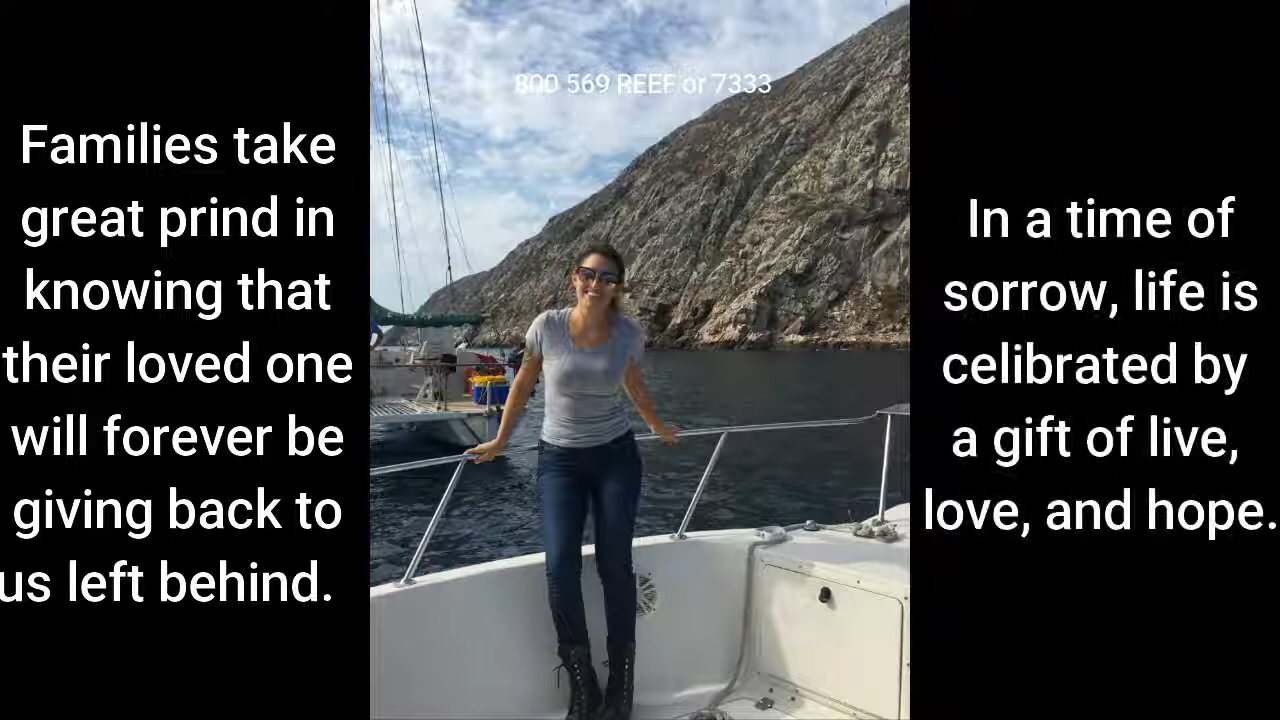 800 569 REEF or 7333
Families take
great prind in
knowing that
their loved one
will forever be
giving back to
us left behind.
In a time of
sorrow, life is
celibrated by
a gift of live,
love, and hope.